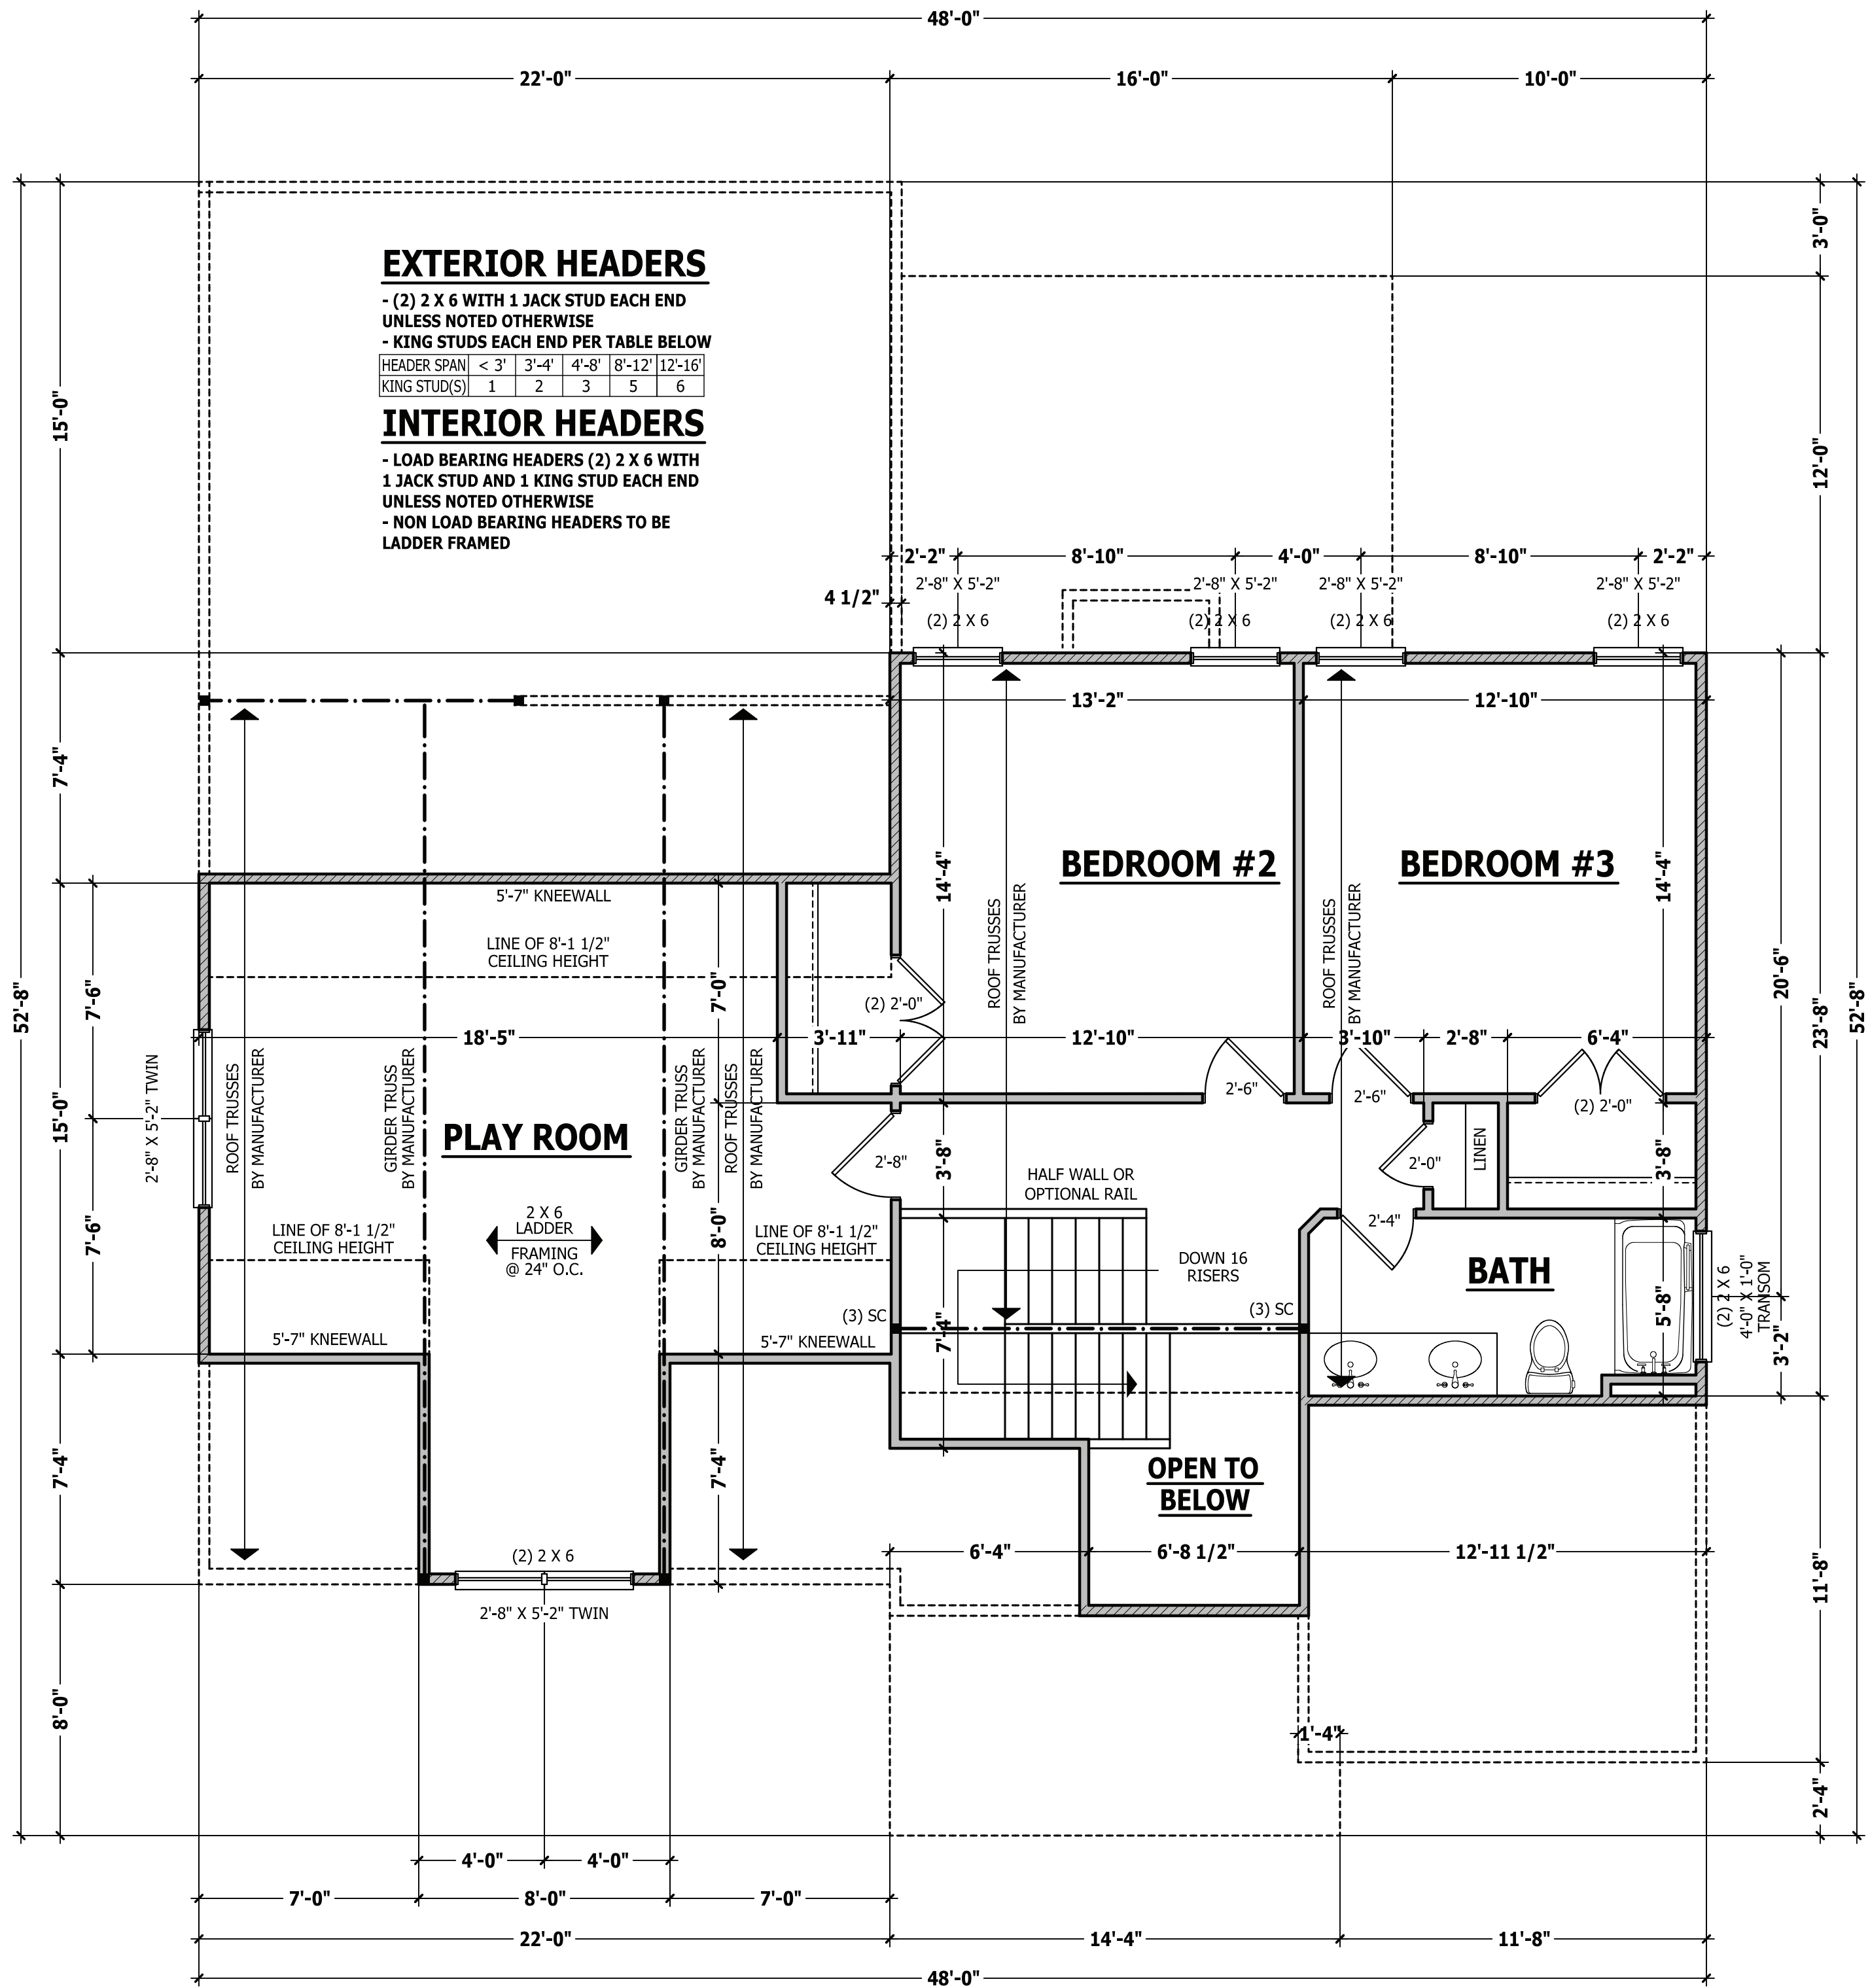 48'-0"
22'-0"
16'-0"
10'-0"
3'-0"
EXTERIOR HEADERS
- (2) 2 X 6 WITH 1 JACK STUD EACH END
UNLESS NOTED OTHERWISE
- KING STUDS EACH END PER TABLE BELOW
HEADER SPAN < 3' 3'-4' 4'-8' 8'-12' 12'-16'
KING STUD(S) 1 2 3 5 6
INTERIOR HEADERS
- LOAD BEARING HEADERS (2) 2 X 6 WITH
1 JACK STUD AND 1 KING STUD EACH END
UNLESS NOTED OTHERWISE
- NON LOAD BEARING HEADERS TO BE
LADDER FRAMED
15'-0"
12'-0"
2'-2"
8'-10"
4'-0"
8'-10"
2'-2"
2'-8" X 5'-2"
2'-8" X 5'-2"
2'-8" X 5'-2"
2'-8" X 5'-2"
4 1/2"
(2) 2 X 6
(2) 2 X 6
(2) 2 X 6
(2) 2 X 6
13'-2"
12'-10"
7'-4"
BEDROOM #2
BEDROOM #3
14'-4"
14'-4"
ROOF TRUSSES
BY MANUFACTURER
ROOF TRUSSES
BY MANUFACTURER
5'-7" KNEEWALL
LINE OF 8'-1 1/2"
CEILING HEIGHT
52'-8"
7'-6"
7'-0"
(2) 2'-0"
20'-6"
23'-8"
52'-8"
18'-5"
3'-11"
12'-10"
3'-10"
2'-8"
6'-4"
2'-6"
2'-6"
(2) 2'-0"
15'-0"
2'-8" X 5'-2" TWIN
ROOF TRUSSES
BY MANUFACTURER
GIRDER TRUSS
BY MANUFACTURER
PLAY ROOM
GIRDER TRUSS
BY MANUFACTURER
ROOF TRUSSES
BY MANUFACTURER
2'-8"
3'-8"
HALF WALL OR
OPTIONAL RAIL
2'-0"
LINEN
3'-8"
7'-6"
LINE OF 8'-1 1/2"
CEILING HEIGHT
2 X 6
LADDER
FRAMING
@ 24" O.C.
8'-0"
LINE OF 8'-1 1/2"
CEILING HEIGHT
2'-4"
DOWN 16
RISERS
BATH
5'-8"
(2) 2 X 6
4'-0" X 1'-0"
TRANSOM
3'-2"
(3) SC
(3) SC
7'-4"
5'-7" KNEEWALL
5'-7" KNEEWALL
7'-4"
7'-4"
OPEN TO
BELOW
(2) 2 X 6
6'-4"
6'-8 1/2"
12'-11 1/2"
11'-8"
2'-8" X 5'-2" TWIN
8'-0"
1'-4"
2'-4"
4'-0"
4'-0"
7'-0"
8'-0"
7'-0"
22'-0"
14'-4"
11'-8"
48'-0"